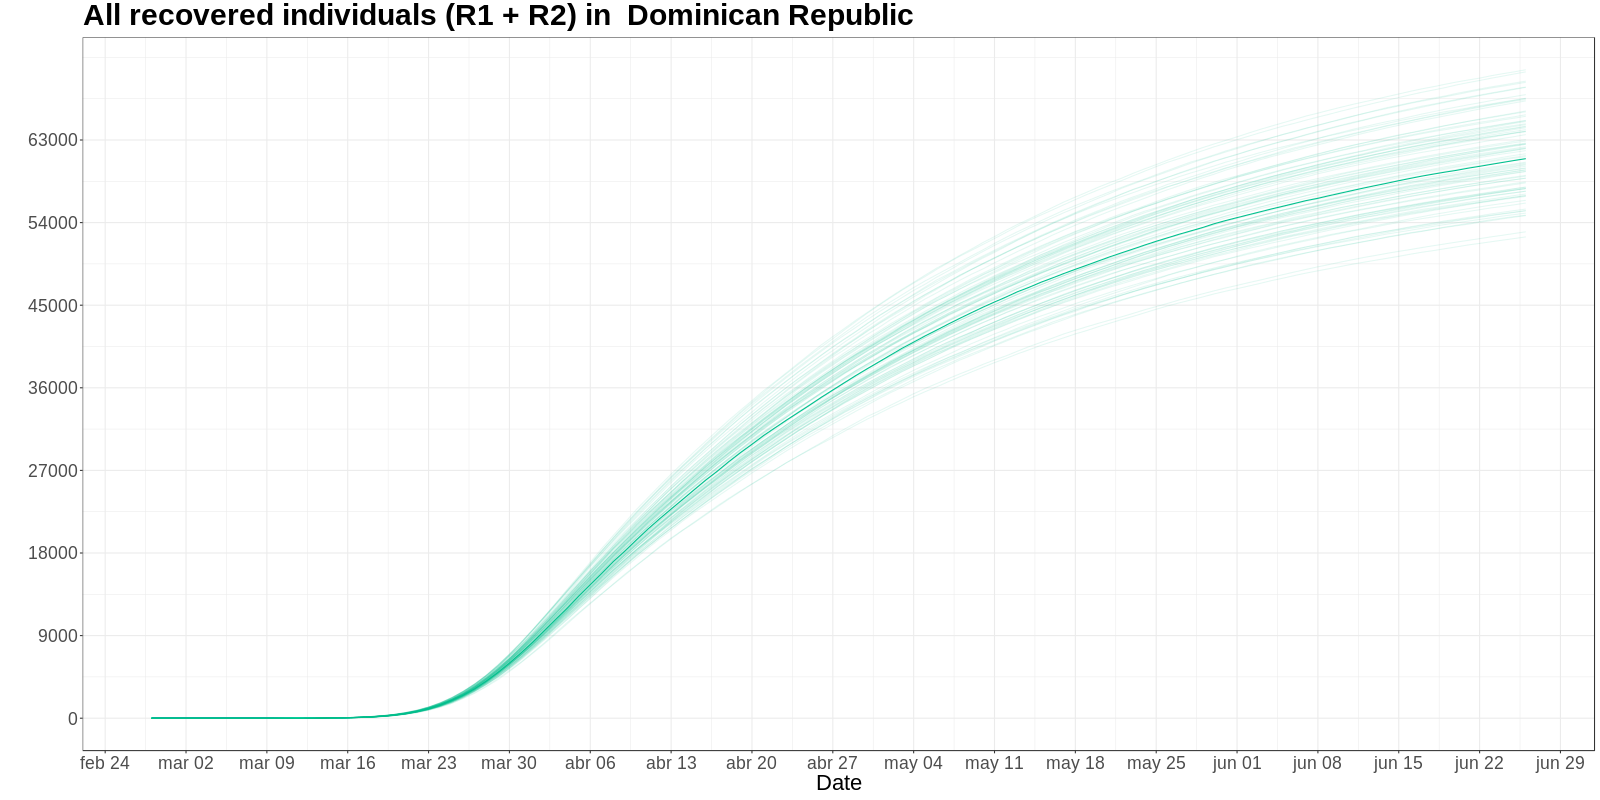 All recovered individuals (R1 + R2) in  Dominican Republic
63000
54000
45000
36000
27000
18000
9000
0
feb 24 mar 02 mar 09 mar 16 mar 23 mar 30 abr 06 abr 13 abr 20 abr 27 may 04 may 11 may 18 may 25 jun 01 jun 08 jun 15 jun 22 jun 29
Date